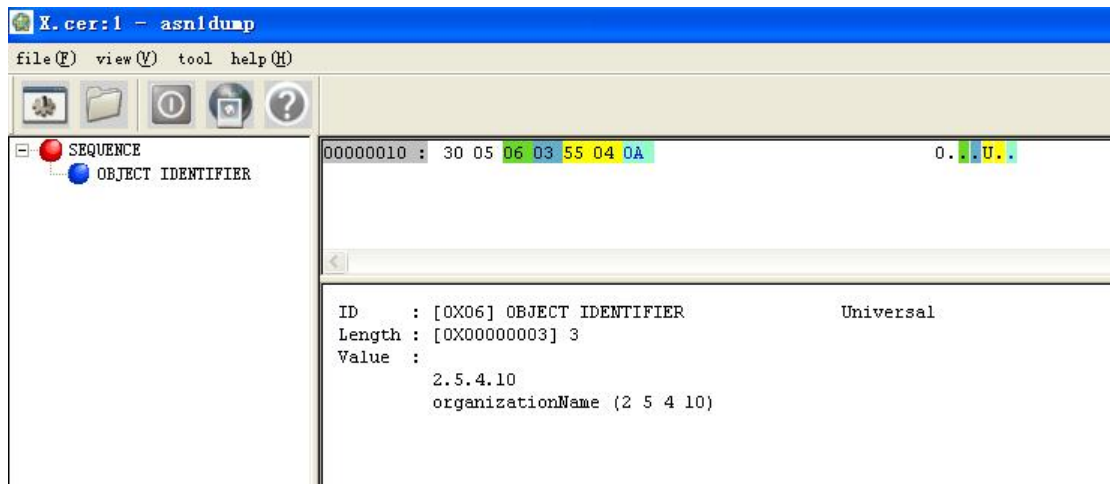 X.cer:1 - asn1dump
file(F) view(V) tool help(H)
SEQUENCE
OBJECT IDENTIFIER
00000010 : 30 05 06 03 55 04 0A 0...U..
ID : [0X06] OBJECT IDENTIFIER Universal
Length : [0X00000003] 3
Value :
2.5.4.10
organizationName (2 5 4 10)